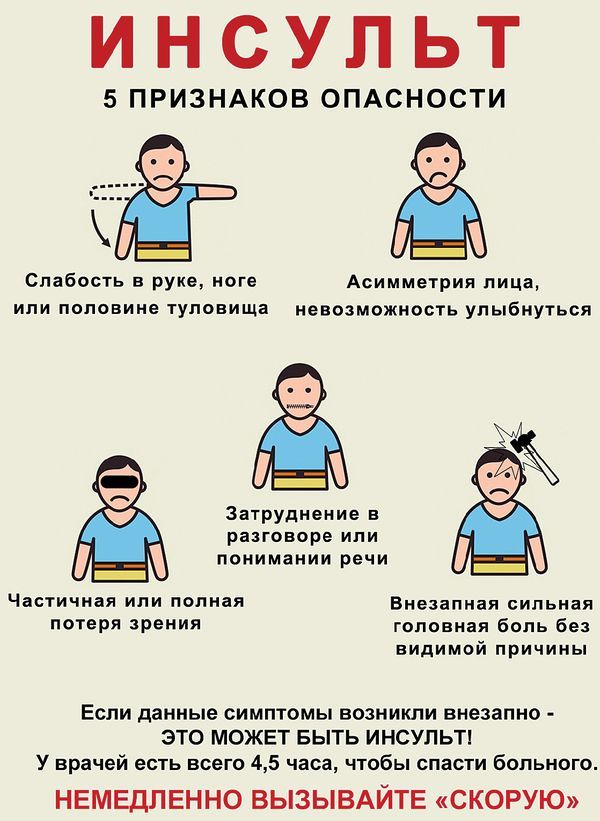 ИНСУЛЬТ
5 ПРИЗНАКОВ ОПАСНОСТИ
Слабость в руке, ноге
или половине туловища
Асимметрия лица,
невозможность улыбнуться
Затруднение в
разговоре или
понимании речи
Частичная или полная
потеря зрения
Внезапная сильная
головная боль без
видимой причины
Если данные симптомы возникли внезапно -
ЭТО МОЖЕТ БЫТЬ ИНСУЛЬТ!
У врачей есть всего 4,5 часа, чтобы спасти больного.
НЕМЕДЛЕННО ВЫЗЫВАЙТЕ «СКОРУЮ»